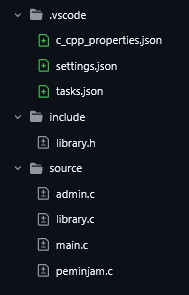 .vscode
c_cpp_properties.json
settings.json
tasks.json
include
library.h
source
admin.c
library.c
main.c
peminjam.c